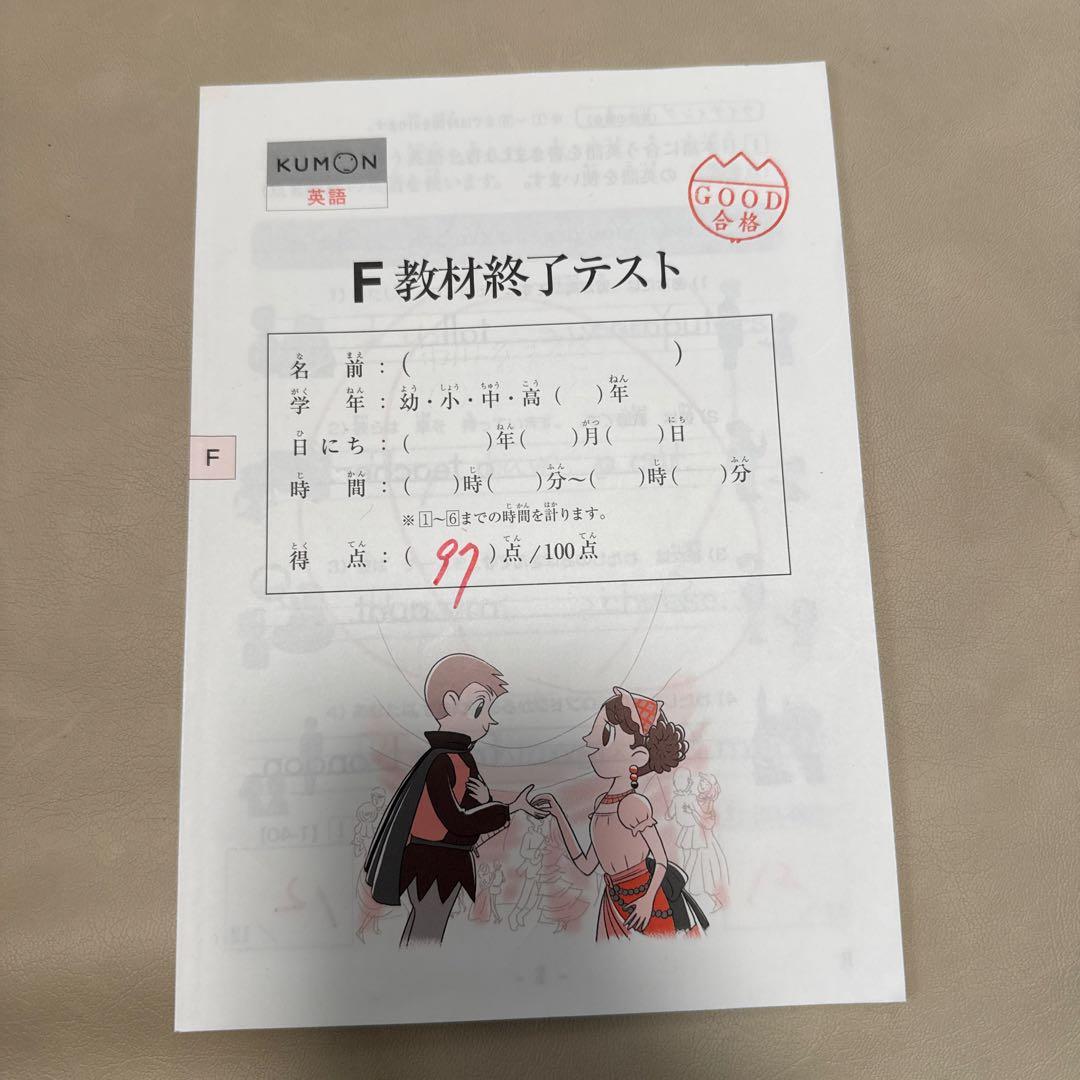 KUMON
英語
GOOD
合格
F 教材終了テスト
名前：（　　　）
学年：幼・小・中・高（　）年
日にち：（　）年（　）月（　）日
時間：（　）時（　）分〜（　）時（　）分
※1〜6までの時間を計ります。
得点：（97）点/100点
F